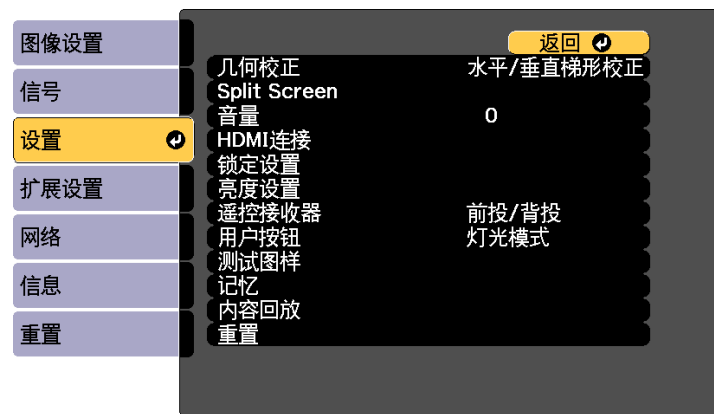 图像设置
信号
设置
扩展设置
网络
信息
重置
返回
几何校正 水平/垂直梯形校正
Split Screen
音量 0
HDMI连接
锁定设置
亮度设置
遥控接收器 前投/背投
用户按钮 灯光模式
测试图样
记忆
内容回放
重置